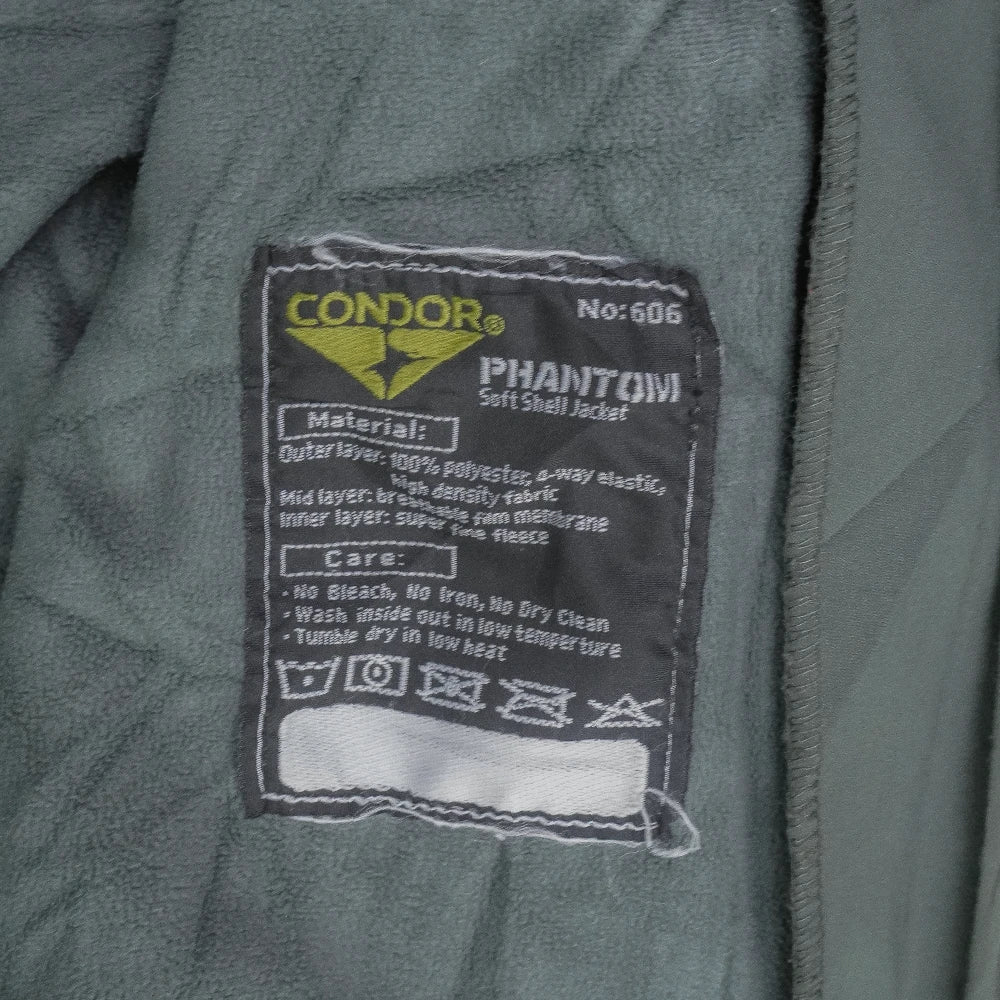 CONDOR®
No:606
PHANTOM
Soft Shell Jacket
Material:
Outer layer: 100% polyester, 4-way elastic,
high density fabric
Mid layer: breathable fam membrane
Inner layer: super fine fleece
Care:
- No Bleach, No Iron, No Dry Clean
- Wash inside out in low temperture
- Tumble dry in low heat